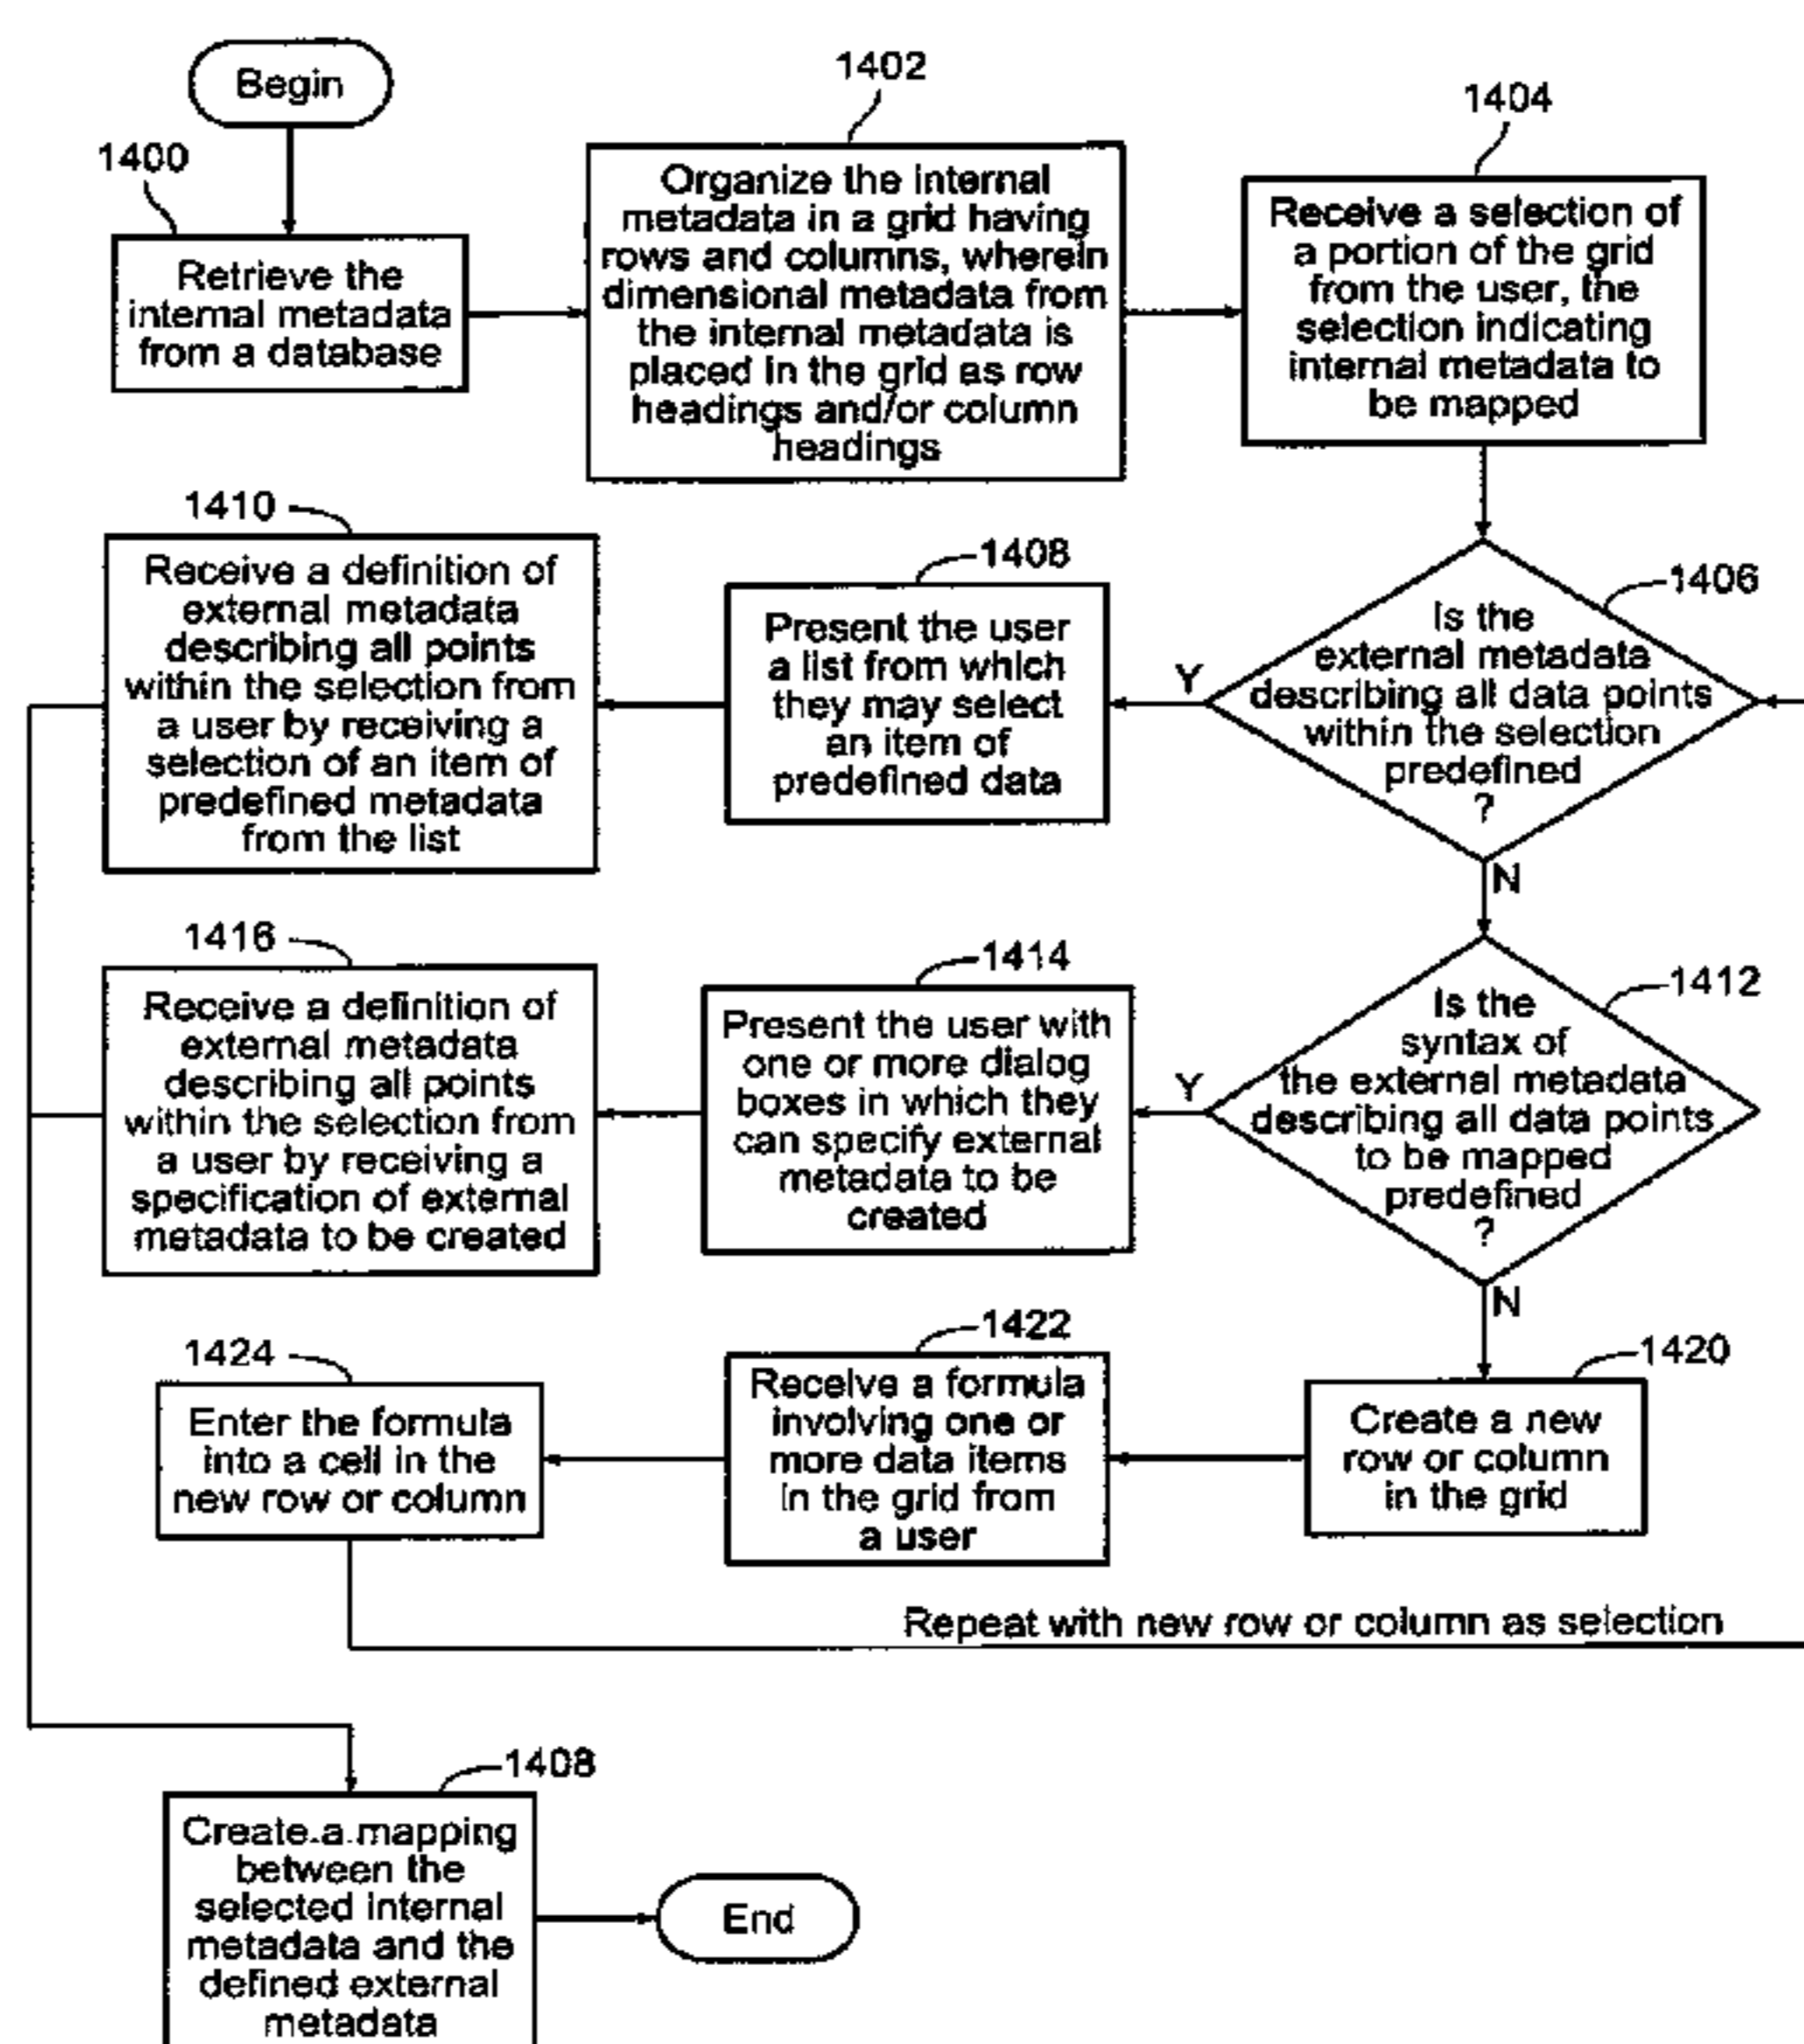 Begin
1400
Retrieve the
internal metadata
from a database
1402
Organize the internal
metadata in a grid having
rows and columns, wherein
dimensional metadata from
the internal metadata is
placed in the grid as row
headings and/or column
headings
1404
Receive a selection of
a portion of the grid
from the user, the
selection indicating
internal metadata to
be mapped
1406
Is the
external metadata
describing all data points
within the selection
predefined
?
Y
N
1408
Present the user
a list from which
they may select
an item of
predefined data
1410
Receive a definition of
external metadata
describing all points
within the selection from
a user by receiving a
selection of an item of
predefined metadata
from the list
1412
Is the
syntax of
the external metadata
describing all data points
to be mapped
predefined
?
Y
N
1414
Present the user with
one or more dialog
boxes in which they
can specify external
metadata to be
created
1416
Receive a definition of
external metadata
describing all points
within the selection from
a user by receiving a
specification of external
metadata to be created
1420
Create a new
row or column
in the grid
1422
Receive a formula
involving one or
more data items
in the grid from
a user
1424
Enter the formula
into a cell in the
new row or column
Repeat with new row or column as selection
1408
Create a mapping
between the
selected internal
metadata and the
defined external
metadata
End